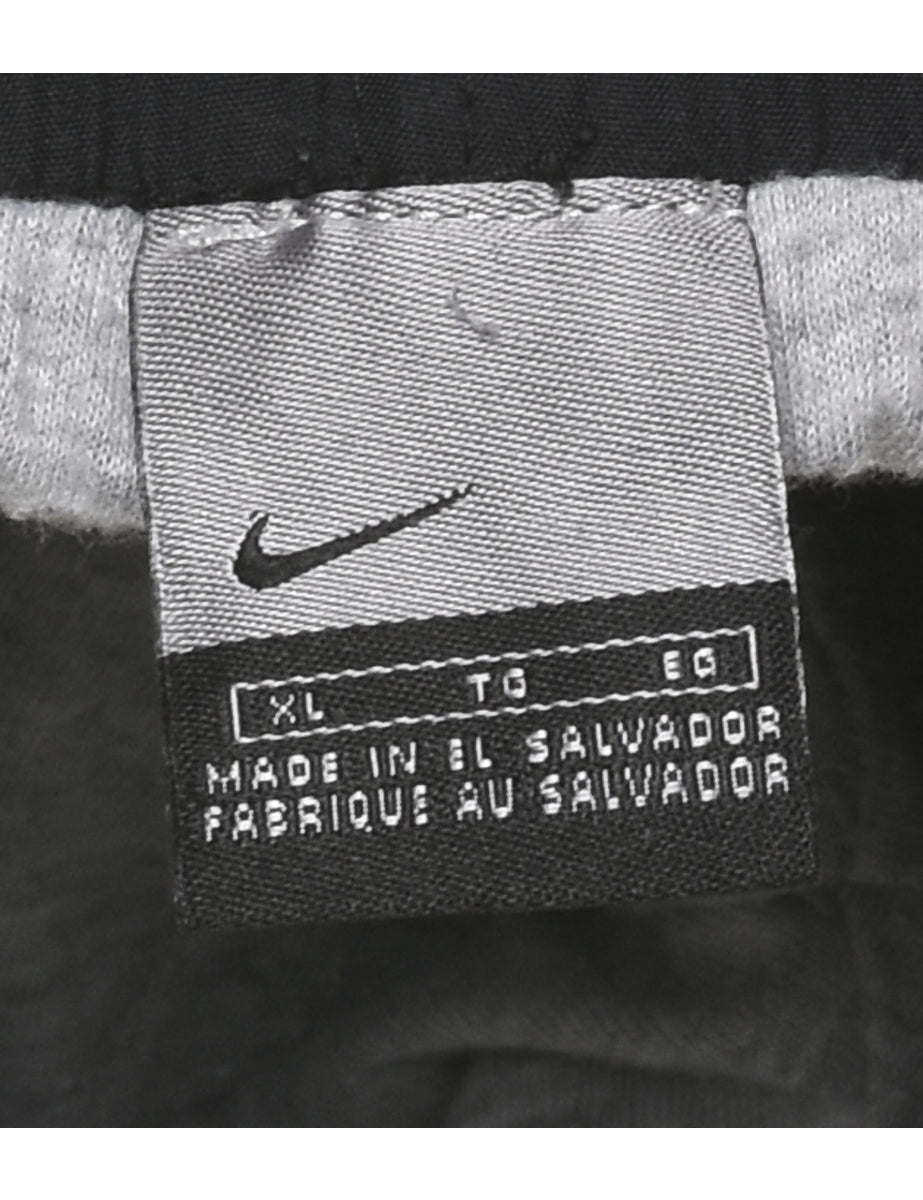 XL TG EG
MADE IN EL SALVADOR
FABRIQUE AU SALVADOR